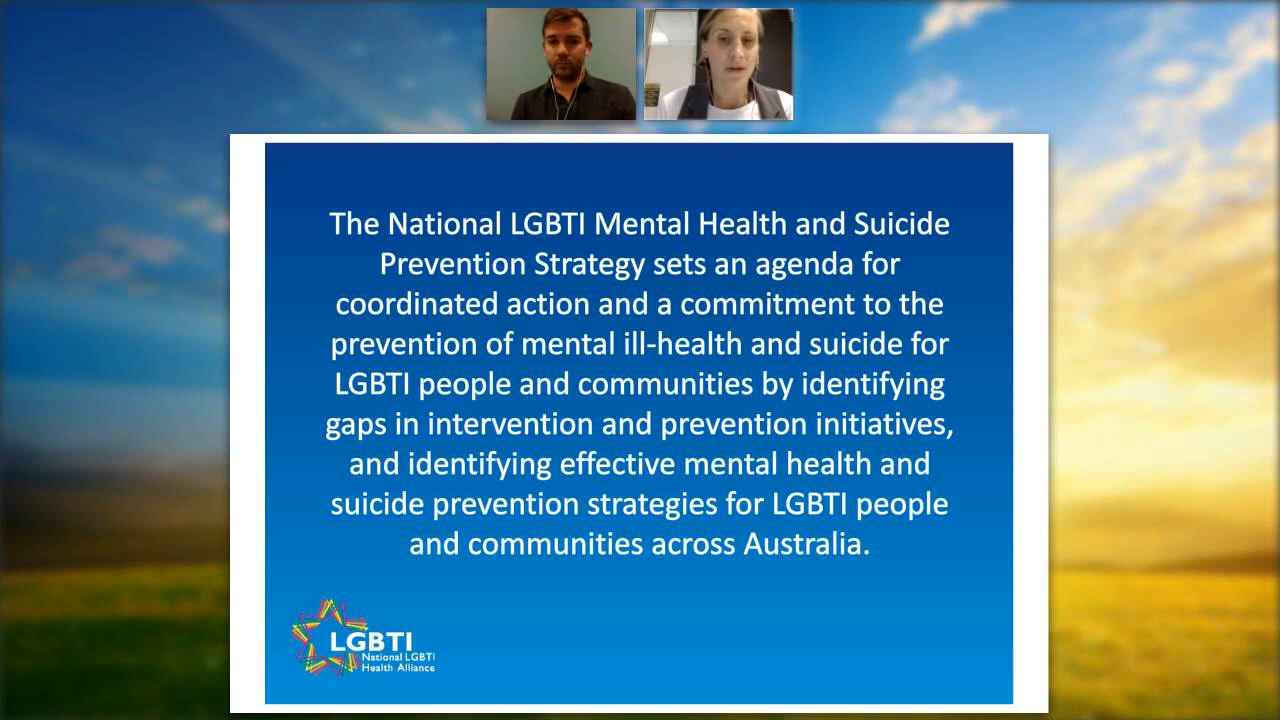 The National LGBTI Mental Health and Suicide
Prevention Strategy sets an agenda for
coordinated action and a commitment to the
prevention of mental ill-health and suicide for
LGBTI people and communities by identifying
gaps in intervention and prevention initiatives,
and identifying effective mental health and
suicide prevention strategies for LGBTI people
and communities across Australia.
LGBTI
National LGBTI
Health Alliance